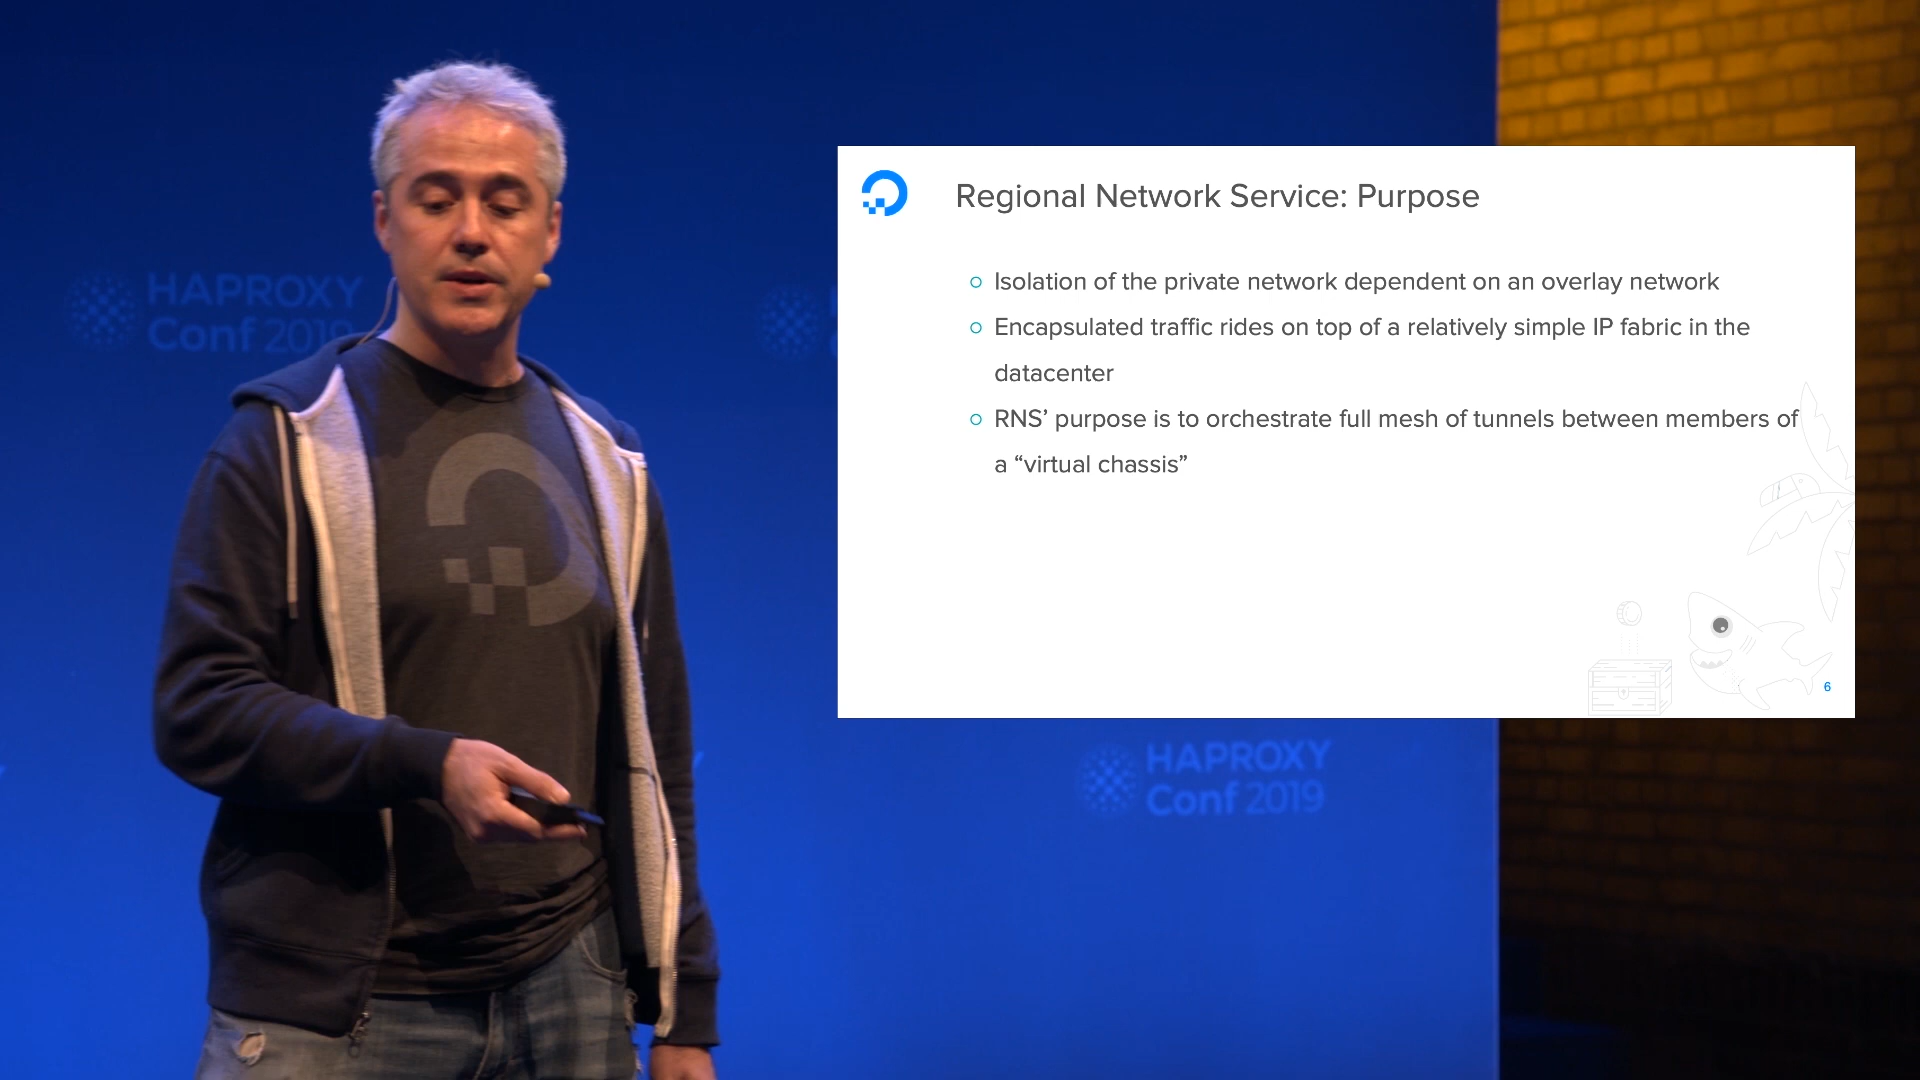 HAPROXY
Conf 2019
Regional Network Service: Purpose
Isolation of the private network dependent on an overlay network
Encapsulated traffic rides on top of a relatively simple IP fabric in the
datacenter
RNS’ purpose is to orchestrate full mesh of tunnels between members of
a “virtual chassis”
6
HAPROXY
Conf 2019